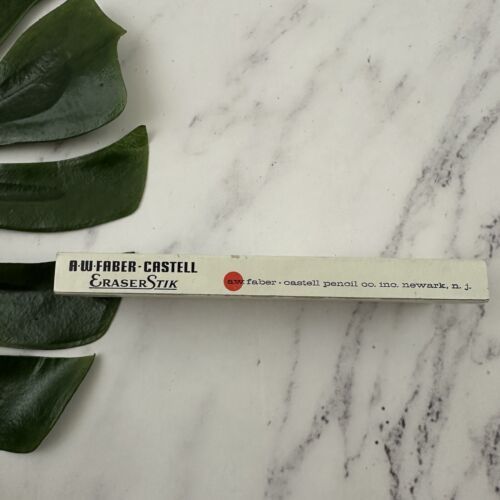 A·W·FABER·CASTELL
ERASERSTIK
a.w. faber · castell pencil co. inc. newark, n. j.